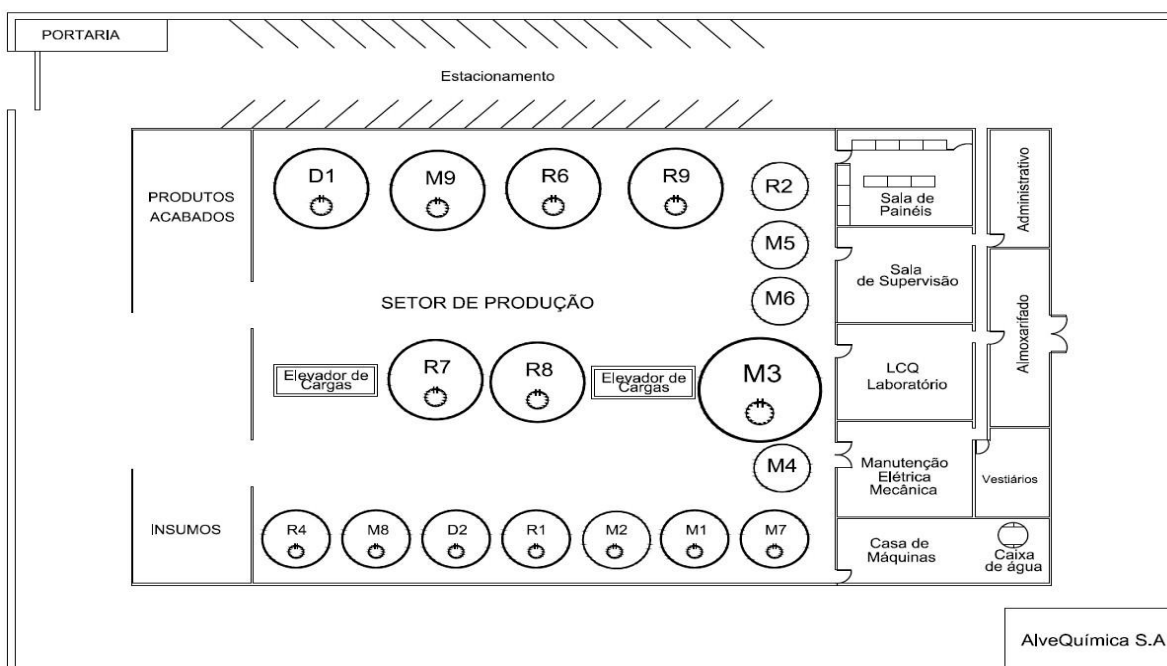 PORTARIA
Estacionamento
PRODUTOS
ACABADOS
D1
M9
R6
R9
R2
M5
M6
SETOR DE PRODUÇÃO
Elevador de
Cargas
R7
R8
Elevador de
Cargas
M3
M4
INSUMOS
R4
M8
D2
R1
M2
M1
M7
Sala de
Painéis
Sala
de Supervisão
LCQ
Laboratório
Manutenção
Elétrica
Mecânica
Casa de
Máquinas
Administrativo
Almoxarifado
Vestiários
Caixa
de água
AlveQuímica S.A